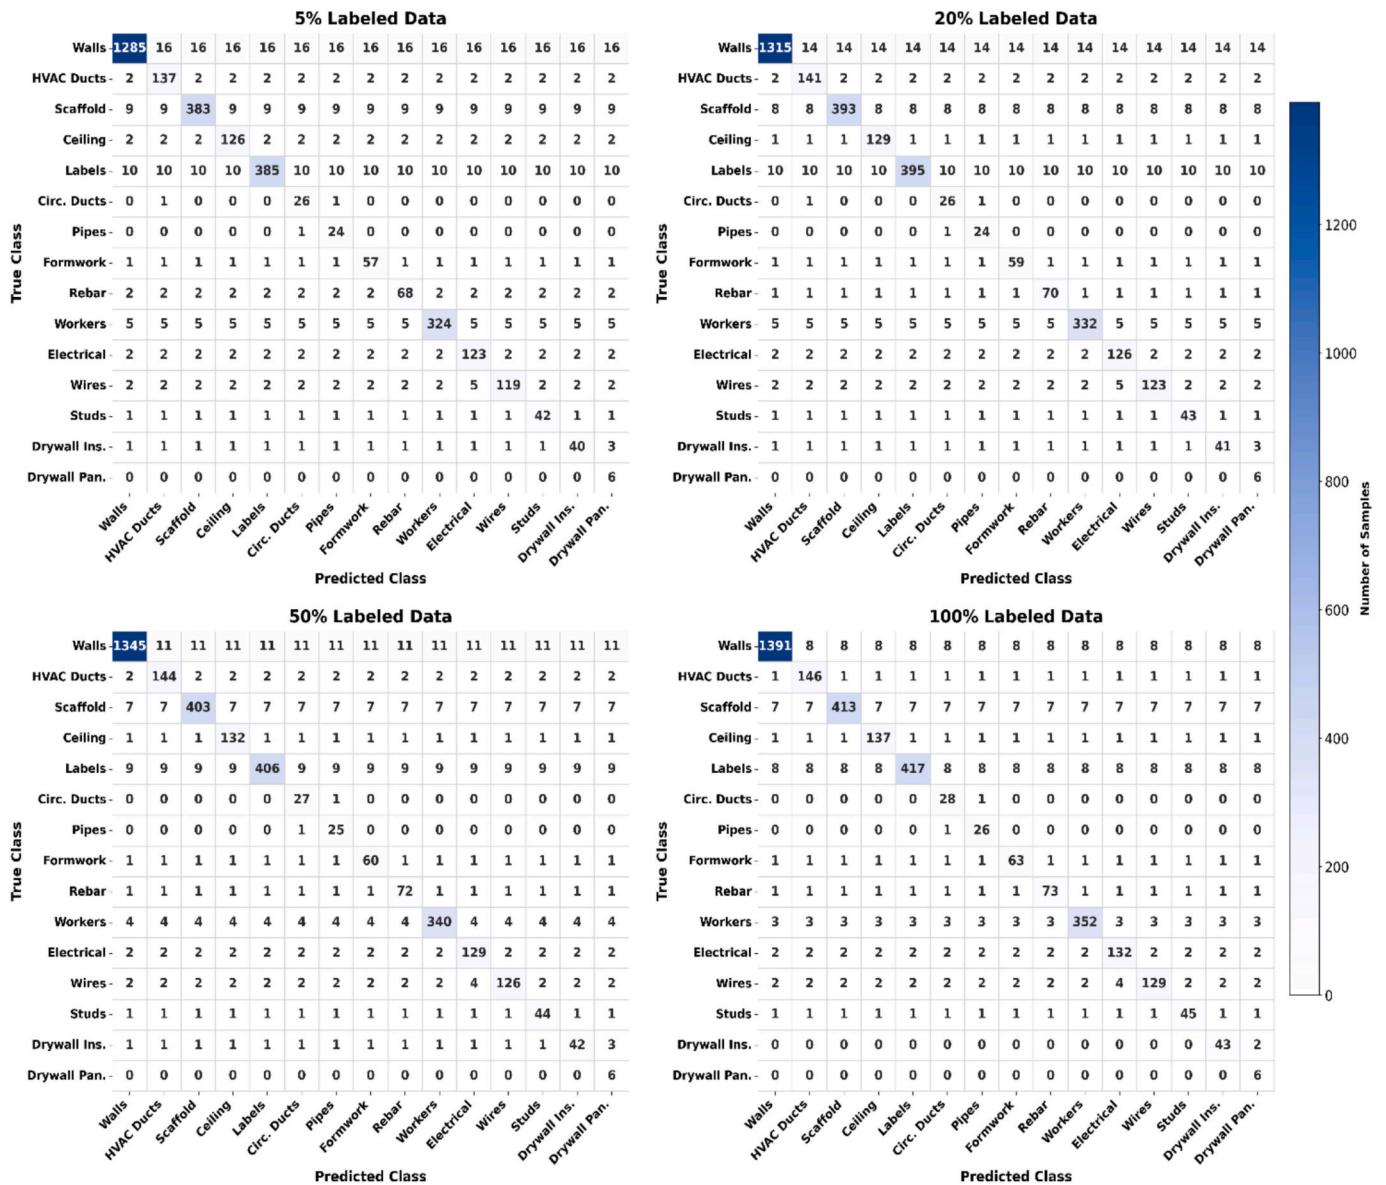 5% Labeled Data
Walls 1285 16 16 16 16 16 16 16 16 16 16 16 16 16 16
HVAC Ducts 2 137 2 2 2 2 2 2 2 2 2 2 2 2 2
Scaffold 9 9 383 9 9 9 9 9 9 9 9 9 9 9 9
Ceiling 2 2 2 126 2 2 2 2 2 2 2 2 2 2 2
Labels 10 10 10 10 385 10 10 10 10 10 10 10 10 10 10
Circ. Ducts 0 1 0 0 0 26 1 0 0 0 0 0 0 0 0
Pipes 0 0 0 0 0 1 24 0 0 0 0 0 0 0 0
Formwork 1 1 1 1 1 1 1 57 1 1 1 1 1 1 1
Rebar 2 2 2 2 2 2 2 2 68 2 2 2 2 2 2
Workers 5 5 5 5 5 5 5 5 5 324 5 5 5 5 5
Electrical 2 2 2 2 2 2 2 2 2 2 123 2 2 2 2
Wires 2 2 2 2 2 2 2 2 2 2 5 119 2 2 2
Studs 1 1 1 1 1 1 1 1 1 1 1 1 42 1 1
Drywall Ins. 1 1 1 1 1 1 1 1 1 1 1 1 1 40 3
Drywall Pan. 0 0 0 0 0 0 0 0 0 0 0 0 0 0 6
True Class
Walls HVAC Ducts Scaffold Ceiling Labels Circ. Ducts Pipes Formwork Rebar Workers Electrical Wires Studs Drywall Ins. Drywall Pan.
Predicted Class
20% Labeled Data
Walls 1315 14 14 14 14 14 14 14 14 14 14 14 14 14 14
HVAC Ducts 2 141 2 2 2 2 2 2 2 2 2 2 2 2 2
Scaffold 8 8 393 8 8 8 8 8 8 8 8 8 8 8 8
Ceiling 1 1 1 129 1 1 1 1 1 1 1 1 1 1 1
Labels 10 10 10 10 395 10 10 10 10 10 10 10 10 10 10
Circ. Ducts 0 1 0 0 0 26 1 0 0 0 0 0 0 0 0
Pipes 0 0 0 0 0 1 24 0 0 0 0 0 0 0 0
Formwork 1 1 1 1 1 1 1 59 1 1 1 1 1 1 1
Rebar 1 1 1 1 1 1 1 1 70 1 1 1 1 1 1
Workers 5 5 5 5 5 5 5 5 5 332 5 5 5 5 5
Electrical 2 2 2 2 2 2 2 2 2 2 126 2 2 2 2
Wires 2 2 2 2 2 2 2 2 2 2 5 123 2 2 2
Studs 1 1 1 1 1 1 1 1 1 1 1 1 43 1 1
Drywall Ins. 1 1 1 1 1 1 1 1 1 1 1 1 1 41 3
Drywall Pan. 0 0 0 0 0 0 0 0 0 0 0 0 0 0 6
True Class
Walls HVAC Ducts Scaffold Ceiling Labels Circ. Ducts Pipes Formwork Rebar Workers Electrical Wires Studs Drywall Ins. Drywall Pan.
Predicted Class
50% Labeled Data
Walls 1345 11 11 11 11 11 11 11 11 11 11 11 11 11 11
HVAC Ducts 2 144 2 2 2 2 2 2 2 2 2 2 2 2 2
Scaffold 7 7 403 7 7 7 7 7 7 7 7 7 7 7 7
Ceiling 1 1 1 132 1 1 1 1 1 1 1 1 1 1 1
Labels 9 9 9 9 406 9 9 9 9 9 9 9 9 9 9
Circ. Ducts 0 0 0 0 0 27 1 0 0 0 0 0 0 0 0
Pipes 0 0 0 0 0 1 25 0 0 0 0 0 0 0 0
Formwork 1 1 1 1 1 1 1 60 1 1 1 1 1 1 1
Rebar 1 1 1 1 1 1 1 1 72 1 1 1 1 1 1
Workers 4 4 4 4 4 4 4 4 4 340 4 4 4 4 4
Electrical 2 2 2 2 2 2 2 2 2 2 129 2 2 2 2
Wires 2 2 2 2 2 2 2 2 2 2 4 126 2 2 2
Studs 1 1 1 1 1 1 1 1 1 1 1 1 44 1 1
Drywall Ins. 1 1 1 1 1 1 1 1 1 1 1 1 1 42 3
Drywall Pan. 0 0 0 0 0 0 0 0 0 0 0 0 0 0 6
True Class
Walls HVAC Ducts Scaffold Ceiling Labels Circ. Ducts Pipes Formwork Rebar Workers Electrical Wires Studs Drywall Ins. Drywall Pan.
Predicted Class
100% Labeled Data
Walls 1391 8 8 8 8 8 8 8 8 8 8 8 8 8 8
HVAC Ducts 1 146 1 1 1 1 1 1 1 1 1 1 1 1 1
Scaffold 7 7 413 7 7 7 7 7 7 7 7 7 7 7 7
Ceiling 1 1 1 137 1 1 1 1 1 1 1 1 1 1 1
Labels 8 8 8 8 417 8 8 8 8 8 8 8 8 8 8
Circ. Ducts 0 0 0 0 0 28 1 0 0 0 0 0 0 0 0
Pipes 0 0 0 0 0 1 26 0 0 0 0 0 0 0 0
Formwork 1 1 1 1 1 1 1 63 1 1 1 1 1 1 1
Rebar 1 1 1 1 1 1 1 1 73 1 1 1 1 1 1
Workers 3 3 3 3 3 3 3 3 3 352 3 3 3 3 3
Electrical 2 2 2 2 2 2 2 2 2 2 132 2 2 2 2
Wires 2 2 2 2 2 2 2 2 2 2 4 129 2 2 2
Studs 1 1 1 1 1 1 1 1 1 1 1 1 45 1 1
Drywall Ins. 0 0 0 0 0 0 0 0 0 0 0 0 0 43 2
Drywall Pan. 0 0 0 0 0 0 0 0 0 0 0 0 0 0 6
True Class
Walls HVAC Ducts Scaffold Ceiling Labels Circ. Ducts Pipes Formwork Rebar Workers Electrical Wires Studs Drywall Ins. Drywall Pan.
Predicted Class
1200
1000
800
600
400
200
0
Number of Samples